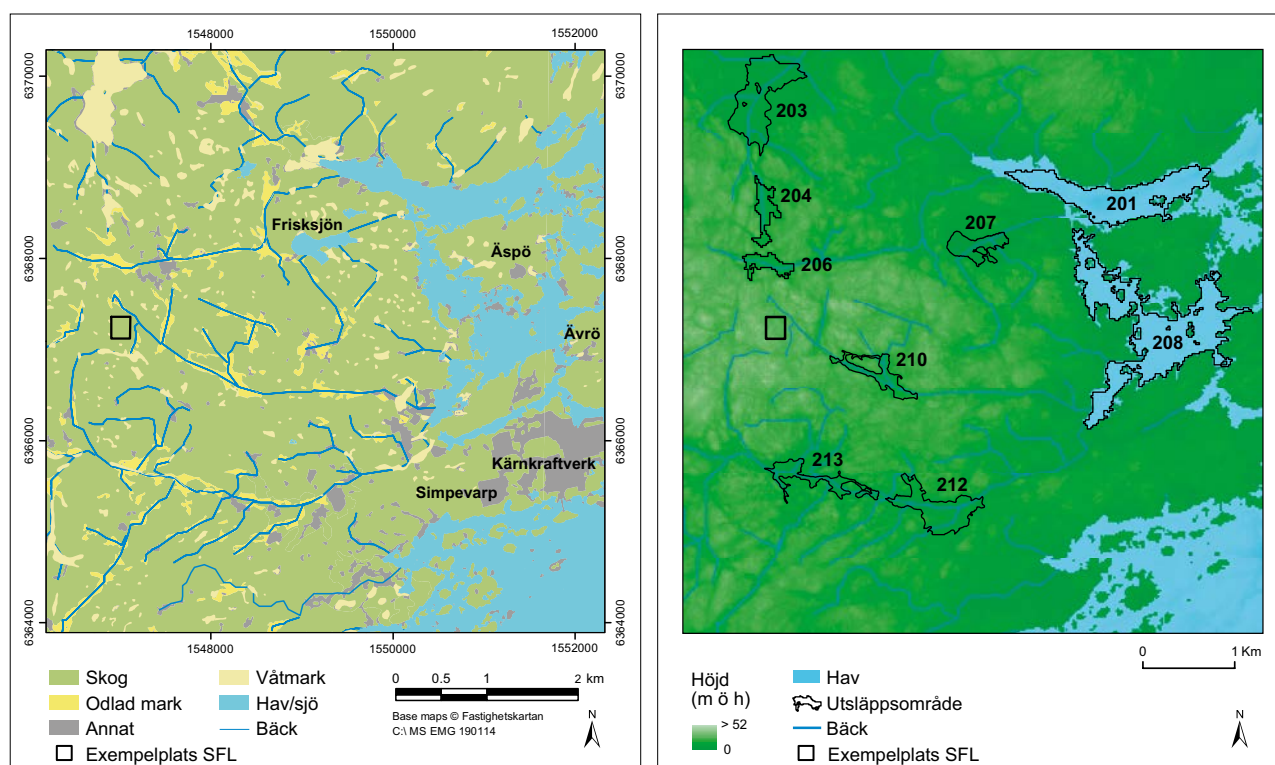 1548000
1550000
1552000
6370000
6368000
6366000
6364000
Frisksjön
Äspö
Ävrö
Kärnkraftverk
Simpevarp
1548000
1550000
1552000
Skog
Odlad mark
Annat
Exempelplats SFL
Våtmark
Hav/sjö
Bäck
0 0.5 1 2 km
Base maps © Fastighetskartan
C:\ MS EMG 190114
N
203
204
201
207
206
208
210
213
212
0 1 Km
Höjd
(m ö h)
> 52
0
Hav
Utsläppsområde
Bäck
Exempelplats SFL
N